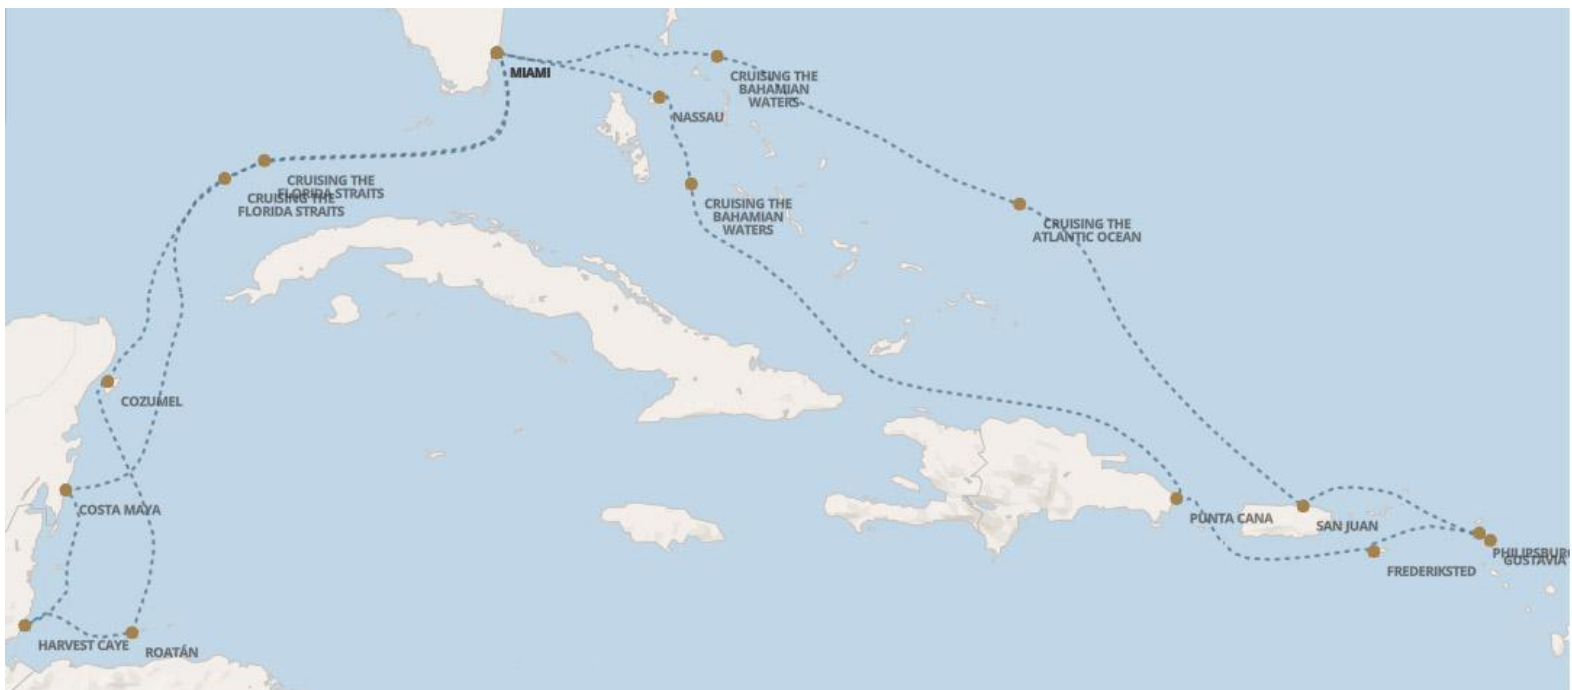 MIAMI
CRUISING THE
BAHAMIAN
WATERS
NASSAU
CRUISING THE
FLORIDA STRAITS
CRUISING THE
FLORIDA STRAITS
CRUISING THE
BAHAMIAN
WATERS
CRUISING THE
ATLANTIC OCEAN
COZUMEL
COSTA MAYA
PUNTA CANA
SAN JUAN
PHILIPSBURG
GUSTAVIA
FREDERIKSTED
HARVEST CAYE
ROATÁN